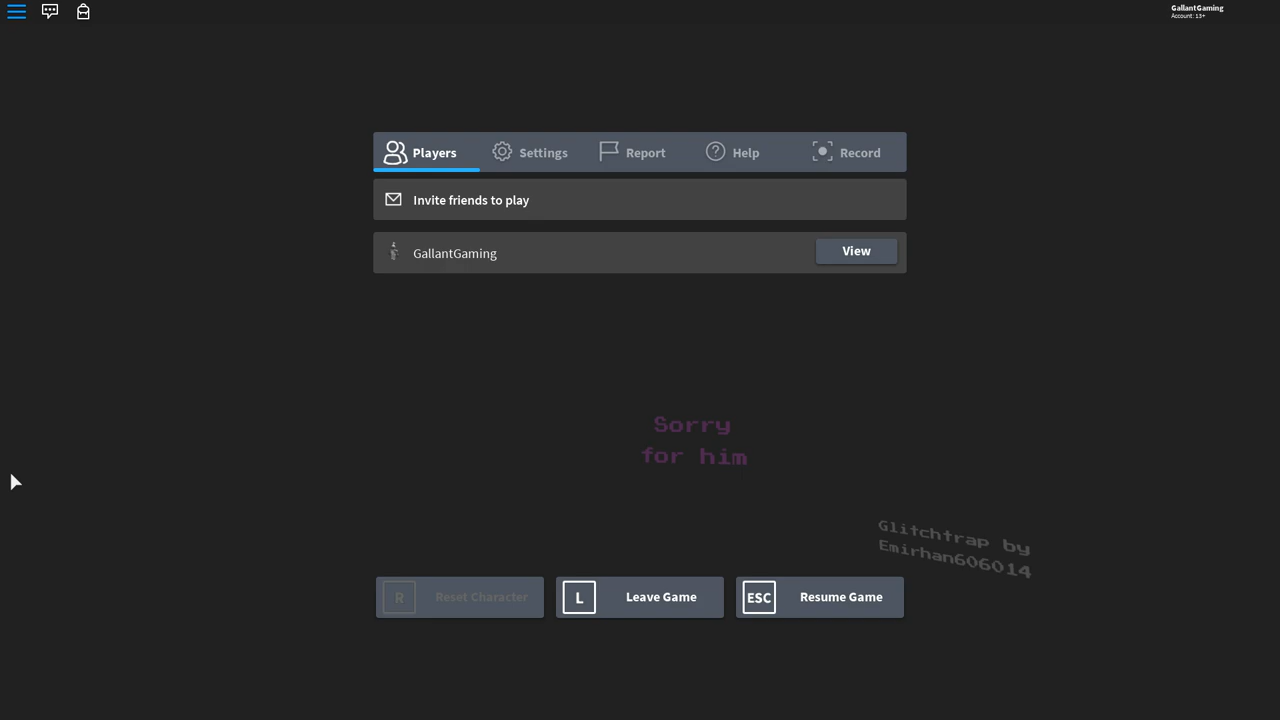 GallantGaming
Account: 13+
Players
Settings
Report
Help
Record
Invite friends to play
GallantGaming
View
Sorry
for him
Glitchtrap by
Emirhan606014
R
Reset Character
L
Leave Game
ESC
Resume Game